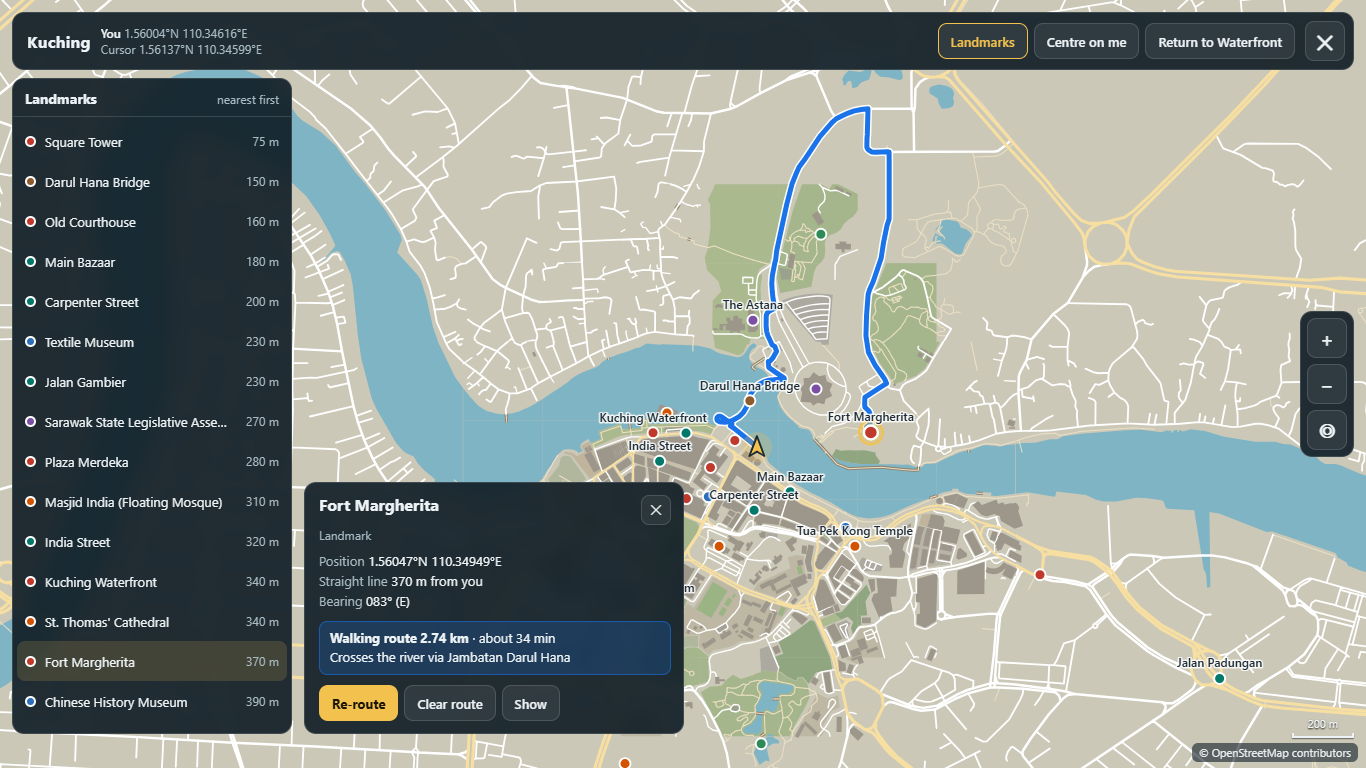 Kuching
You 1.56004°N 110.34616°E
Cursor 1.56137°N 110.34599°E
Landmarks
Centre on me
Return to Waterfront
Landmarks
nearest first
Square Tower 75 m
Darul Hana Bridge 150 m
Old Courthouse 160 m
Main Bazaar 180 m
Carpenter Street 200 m
Textile Museum 230 m
Jalan Gambier 230 m
Sarawak State Legislative Asse... 270 m
Plaza Merdeka 280 m
Masjid India (Floating Mosque) 310 m
India Street 320 m
Kuching Waterfront 340 m
St. Thomas' Cathedral 340 m
Fort Margherita 370 m
Chinese History Museum 390 m
The Astana
Darul Hana Bridge
Kuching Waterfront
Fort Margherita
India Street
Main Bazaar
Carpenter Street
Tua Pek Kong Temple
Jalan Padungan
Fort Margherita
Landmark
Position 1.56047°N 110.34949°E
Straight line 370 m from you
Bearing 083° (E)
Walking route 2.74 km · about 34 min
Crosses the river via Jambatan Darul Hana
Re-route
Clear route
Show
+
−
200 m
© OpenStreetMap contributors